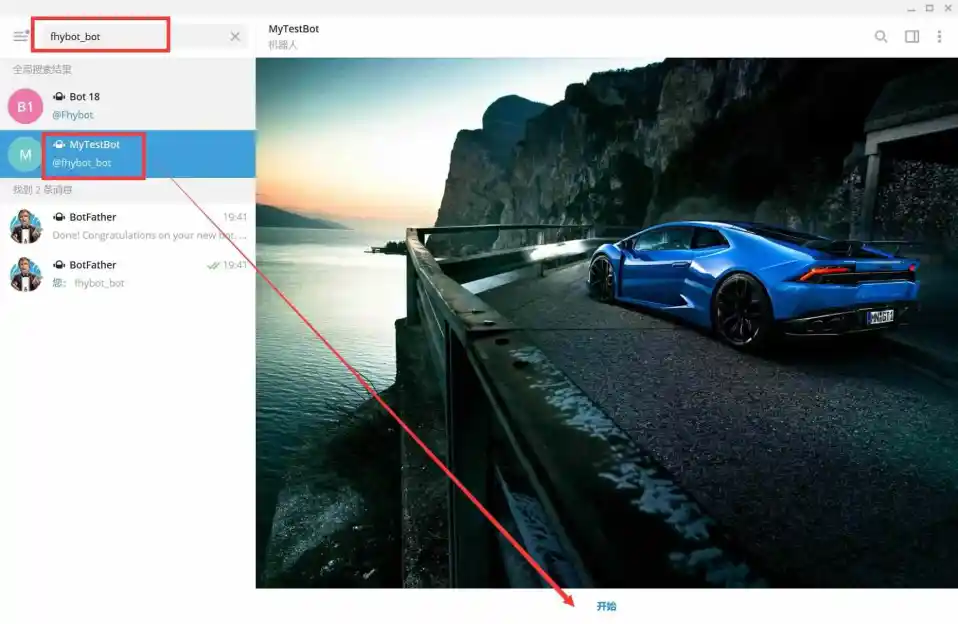 fhybot_bot
MyTestBot
机器人
全局搜索结果
B1
Bot 18
@Fhybot
M
MyTestBot
@fhybot_bot
找到 2 条消息
BotFather 19:41
Done! Congratulations on your new bot. ...
BotFather 19:41
您: fhybot_bot
开始